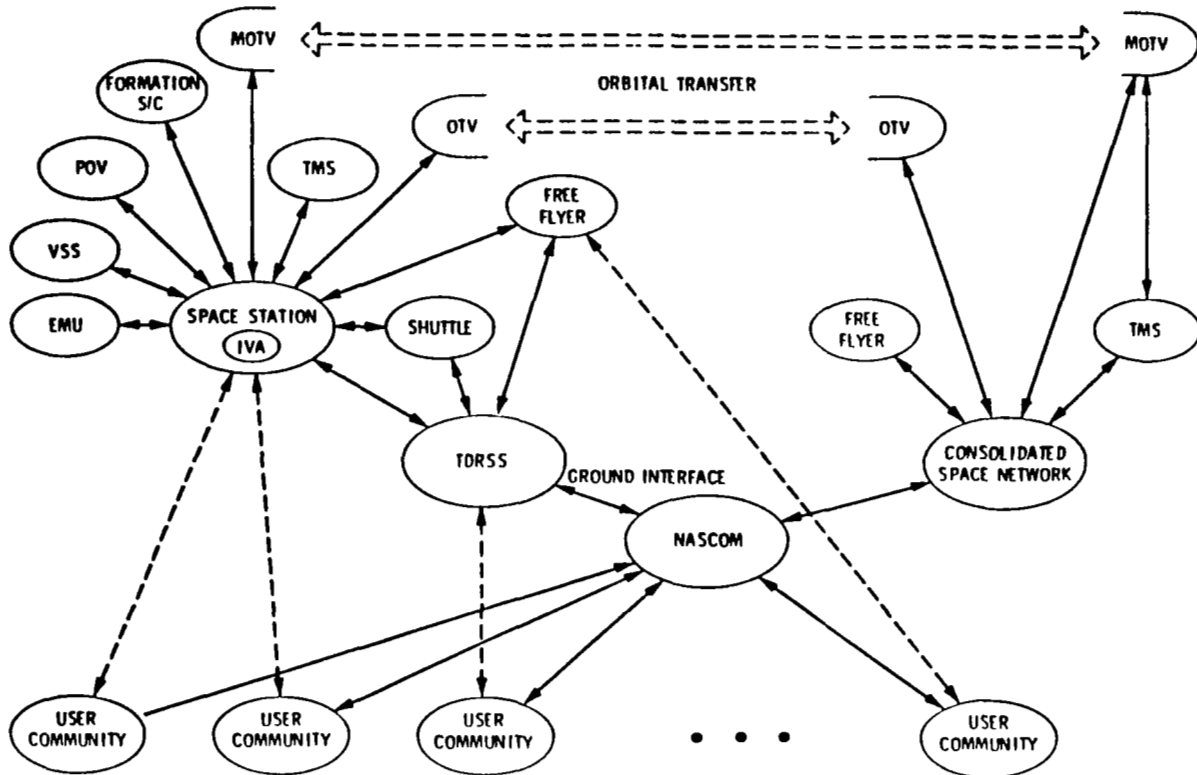 MOTV
MOTV
FORMATION
S/C
ORBITAL TRANSFER
OTV
OTV
POV
TMS
FREE
FLYER
VSS
SPACE STATION
IVA
EMU
SHUTTLE
FREE
FLYER
TMS
TDRSS
GROUND INTERFACE
CONSOLIDATED
SPACE NETWORK
NASCOM
USER
COMMUNITY
USER
COMMUNITY
USER
COMMUNITY
• • •
USER
COMMUNITY